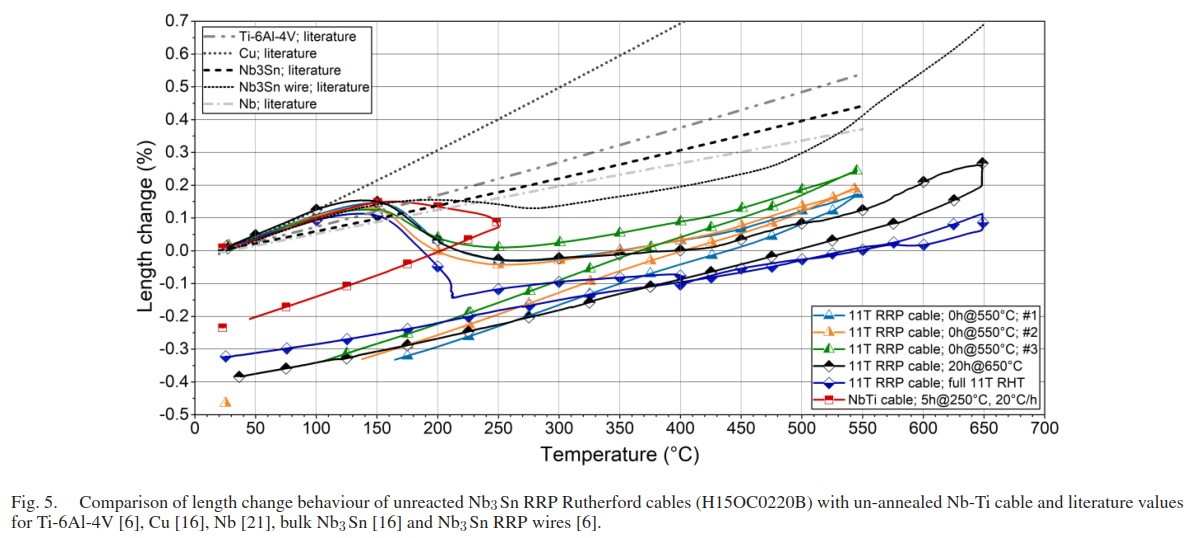 0.7
0.6
0.5
0.4
0.3
0.2
0.1
0.0
-0.1
-0.2
-0.3
-0.4
-0.5
Length change (%)
Ti-6Al-4V; literature
Cu; literature
Nb3Sn; literature
Nb3Sn wire; literature
Nb; literature
11T RRP cable; 0h@550°C; #1
11T RRP cable; 0h@550°C; #2
11T RRP cable; 0h@550°C; #3
11T RRP cable; 20h@650°C
11T RRP cable; full 11T RHT
NbTi cable; 5h@250°C, 20°C/h
0 50 100 150 200 250 300 350 400 450 500 550 600 650 700
Temperature (°C)
Fig. 5. Comparison of length change behaviour of unreacted Nb3Sn RRP Rutherford cables (H15OC0220B) with un-annealed Nb-Ti cable and literature values
for Ti-6Al-4V [6], Cu [16], Nb [21], bulk Nb3Sn [16] and Nb3Sn RRP wires [6].